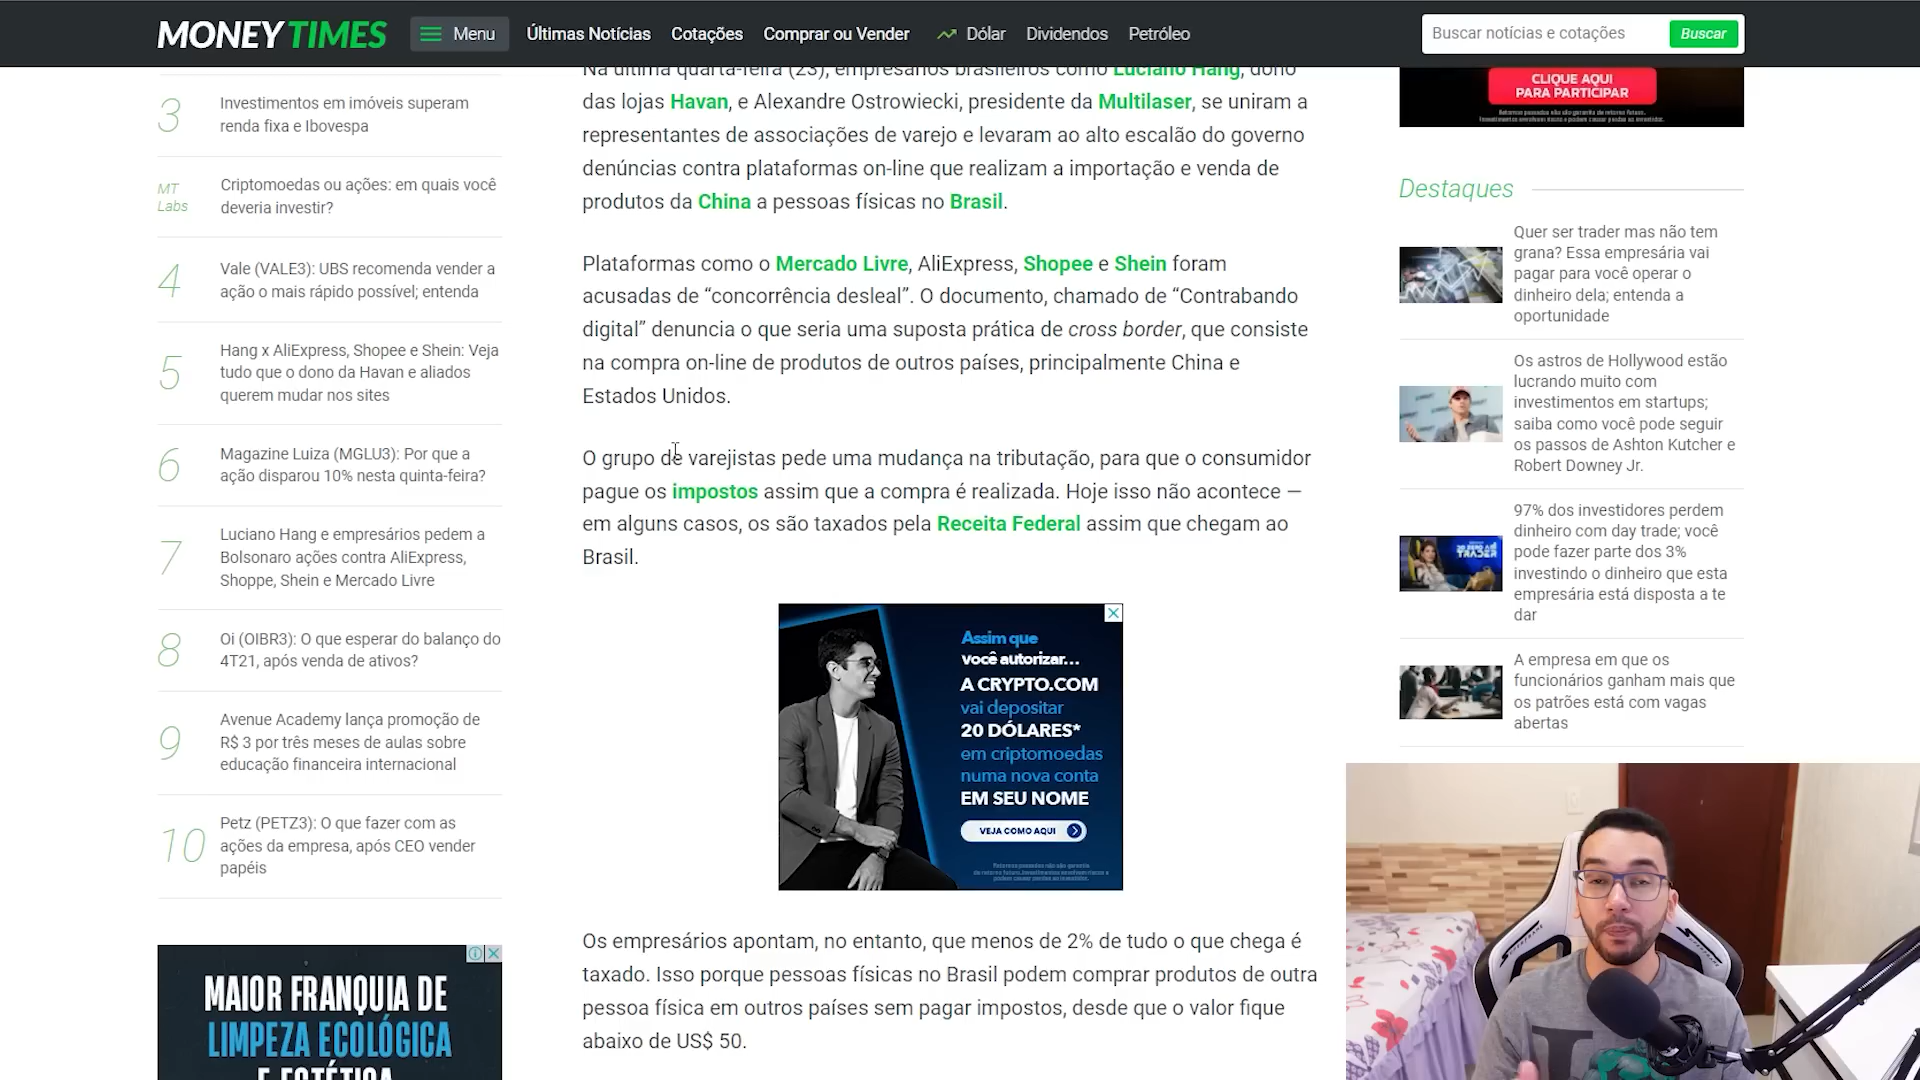 MONEY TIMES
Menu
Últimas Notícias
Cotações
Comprar ou Vender
Dólar
Dividendos
Petróleo
Buscar notícias e cotações
Buscar
3
Investimentos em imóveis superam
renda fixa e Ibovespa
MT
Labs
Criptomoedas ou ações: em quais você
deveria investir?
4
Vale (VALE3): UBS recomenda vender a
ação o mais rápido possível; entenda
5
Hang x AliExpress, Shopee e Shein: Veja
tudo que o dono da Havan e aliados
querem mudar nos sites
6
Magazine Luiza (MGLU3): Por que a
ação disparou 10% nesta quinta-feira?
7
Luciano Hang e empresários pedem a
Bolsonaro ações contra AliExpress,
Shoppe, Shein e Mercado Livre
8
Oi (OIBR3): O que esperar do balanço do
4T21, após venda de ativos?
9
Avenue Academy lança promoção de
R$ 3 por três meses de aulas sobre
educação financeira internacional
10
Petz (PETZ3): O que fazer com as
ações da empresa, após CEO vender
papéis
MAIOR FRANQUIA DE
LIMPEZA ECOLÓGICA
E ESTÉTICA
Na última quarta-feira (23), empresários brasileiros como Luciano Hang, dono
das lojas Havan, e Alexandre Ostrowiecki, presidente da Multilaser, se uniram a
representantes de associações de varejo e levaram ao alto escalão do governo
denúncias contra plataformas on-line que realizam a importação e venda de
produtos da China a pessoas físicas no Brasil.
Plataformas como o Mercado Livre, AliExpress, Shopee e Shein foram
acusadas de “concorrência desleal”. O documento, chamado de “Contrabando
digital” denuncia o que seria uma suposta prática de cross border, que consiste
na compra on-line de produtos de outros países, principalmente China e
Estados Unidos.
O grupo de varejistas pede uma mudança na tributação, para que o consumidor
pague os impostos assim que a compra é realizada. Hoje isso não acontece —
em alguns casos, os são taxados pela Receita Federal assim que chegam ao
Brasil.
Assim que
você autorizar...
A CRYPTO.COM
vai depositar
20 DÓLARES*
em criptomoedas
numa nova conta
EM SEU NOME
VEJA COMO AQUI
Os empresários apontam, no entanto, que menos de 2% de tudo o que chega é
taxado. Isso porque pessoas físicas no Brasil podem comprar produtos de outra
pessoa física em outros países sem pagar impostos, desde que o valor fique
abaixo de US$ 50.
CLIQUE AQUI
PARA PARTICIPAR
Destaques
Quer ser trader mas não tem
grana? Essa empresária vai
pagar para você operar o
dinheiro dela; entenda a
oportunidade
Os astros de Hollywood estão
lucrando muito com
investimentos em startups;
saiba como você pode seguir
os passos de Ashton Kutcher e
Robert Downey Jr.
97% dos investidores perdem
dinheiro com day trade; você
pode fazer parte dos 3%
investindo o dinheiro que esta
empresária está disposta a te
dar
A empresa em que os
funcionários ganham mais que
os patrões está com vagas
abertas